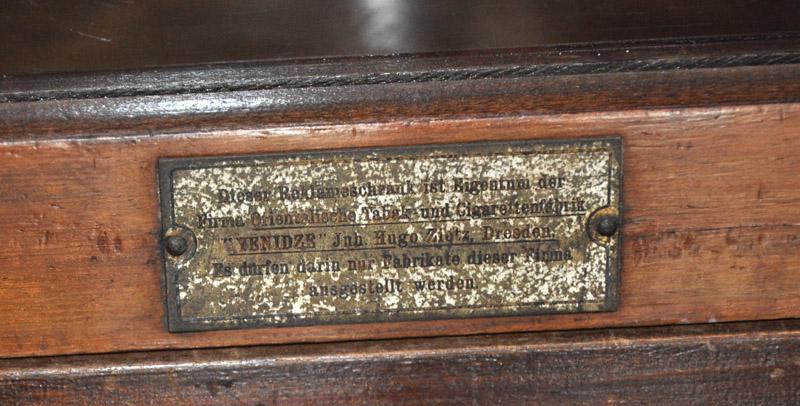 Dieser Reklameschrank ist Eigentum der
Firma Orientalische Tabak- und Cigarettenfabrik
"YENIDZE" Inh. Hugo Zietz, Dresden.
Es dürfen darin nur Fabrikate dieser Firma
ausgestellt werden.